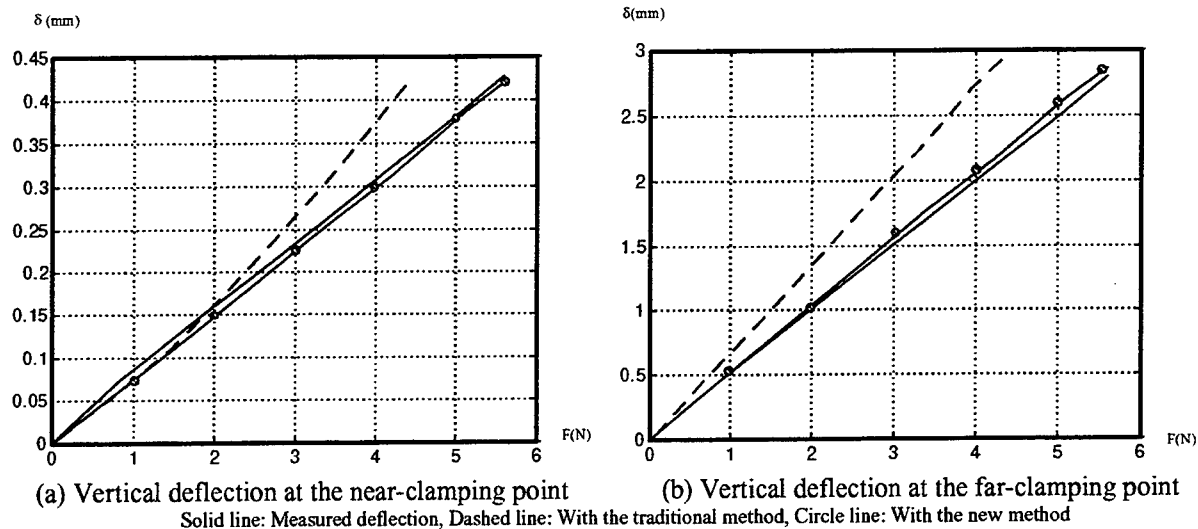 δ (mm)
0.45
0.4
0.35
0.3
0.25
0.2
0.15
0.1
0.05
0
0 1 2 3 4 5 6
F(N)
(a) Vertical deflection at the near-clamping point
δ(mm)
3
2.5
2
1.5
1
0.5
0
0 1 2 3 4 5 6
F(N)
(b) Vertical deflection at the far-clamping point
Solid line: Measured deflection, Dashed line: With the traditional method, Circle line: With the new method